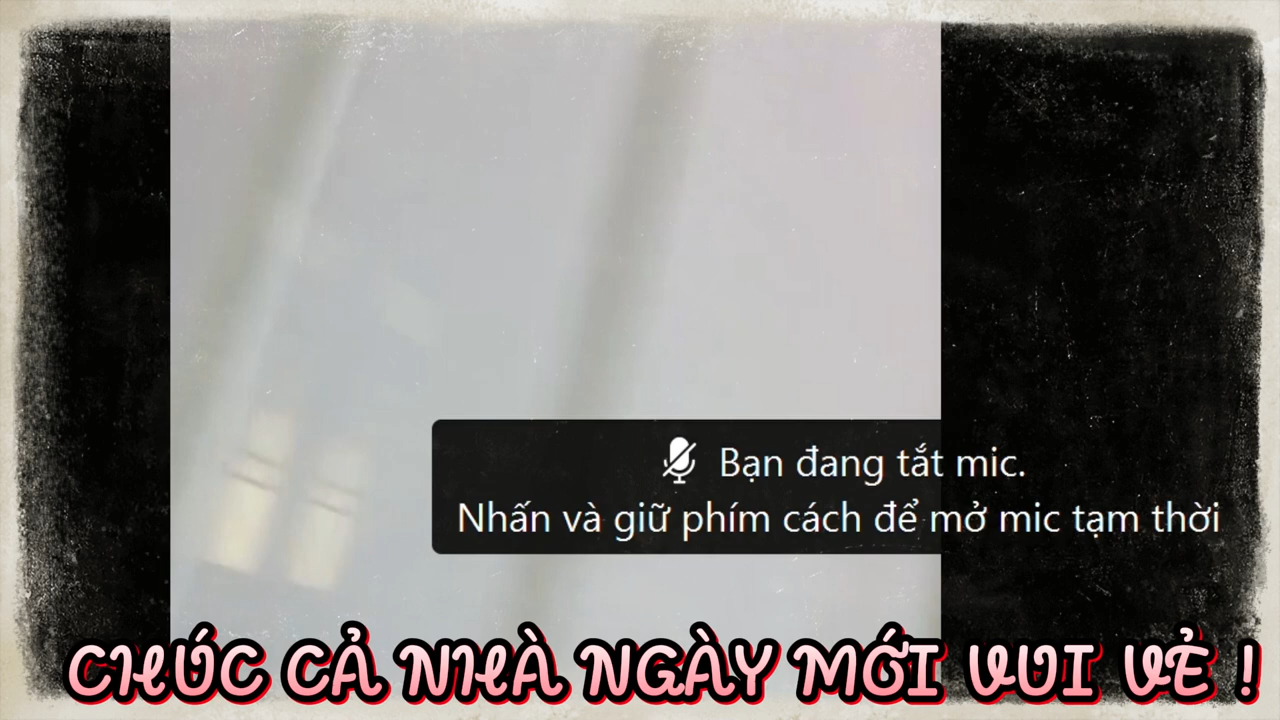 Bạn đang tắt mic.
Nhấn và giữ phím cách để mở mic tạm thời
CHÚC CẢ NHÀ NGÀY MỚI VUI VẺ !